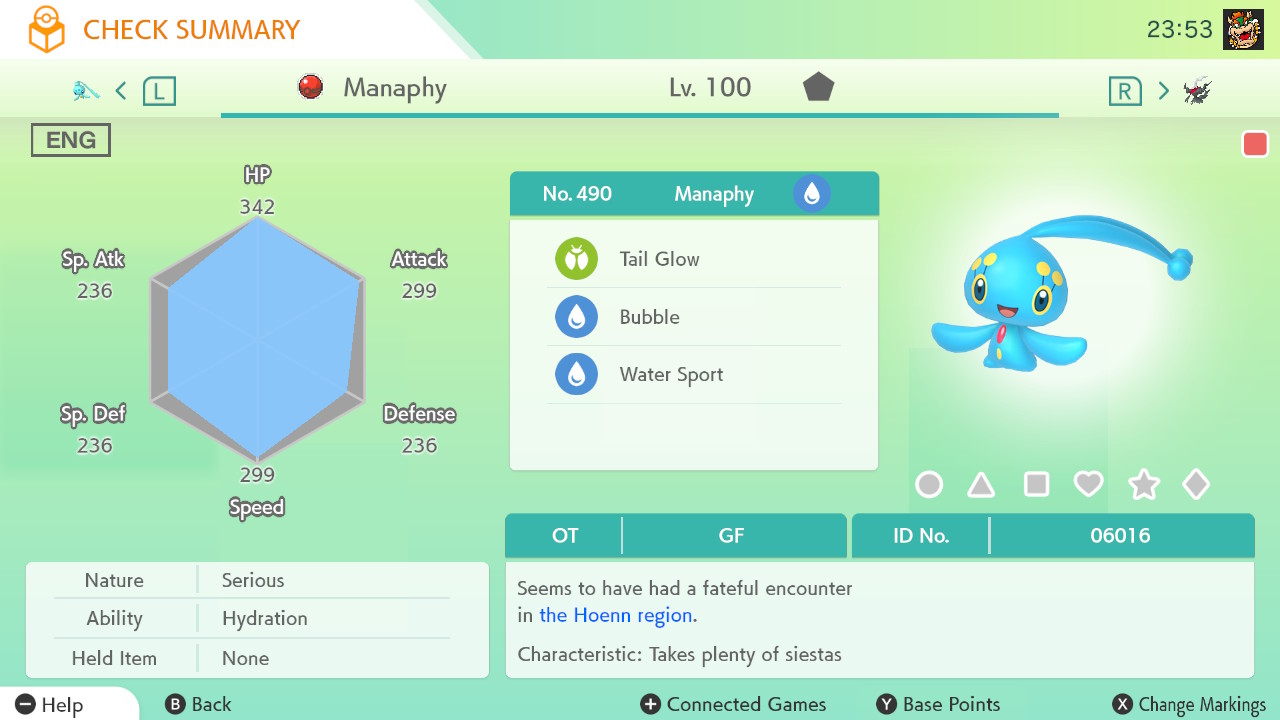 CHECK SUMMARY
23:53
L
Manaphy
Lv. 100
R
ENG
HP
342
Sp. Atk
236
Attack
299
Sp. Def
236
Defense
236
299
Speed
No. 490 Manaphy
Tail Glow
Bubble
Water Sport
OT GF
ID No. 06016
Nature Serious
Ability Hydration
Held Item None
Seems to have had a fateful encounter
in the Hoenn region.
Characteristic: Takes plenty of siestas
Help
B Back
Connected Games
Y Base Points
X Change Markings